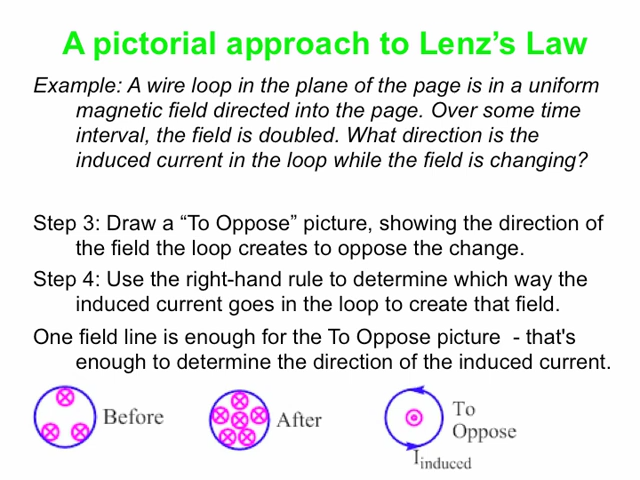 A pictorial approach to Lenz’s Law
Example: A wire loop in the plane of the page is in a uniform
magnetic field directed into the page. Over some time
interval, the field is doubled. What direction is the
induced current in the loop while the field is changing?
Step 3: Draw a “To Oppose” picture, showing the direction of
the field the loop creates to oppose the change.
Step 4: Use the right-hand rule to determine which way the
induced current goes in the loop to create that field.
One field line is enough for the To Oppose picture - that's
enough to determine the direction of the induced current.
Before
After
To
Oppose
Iinduced